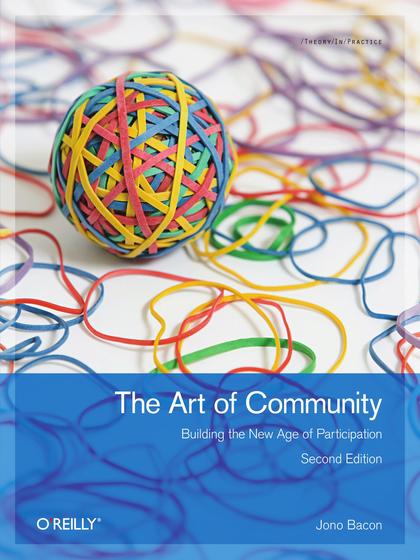 /THEORY/IN/PRACTICE
The Art of Community
Building the New Age of Participation
Second Edition
O'REILLY®
Jono Bacon